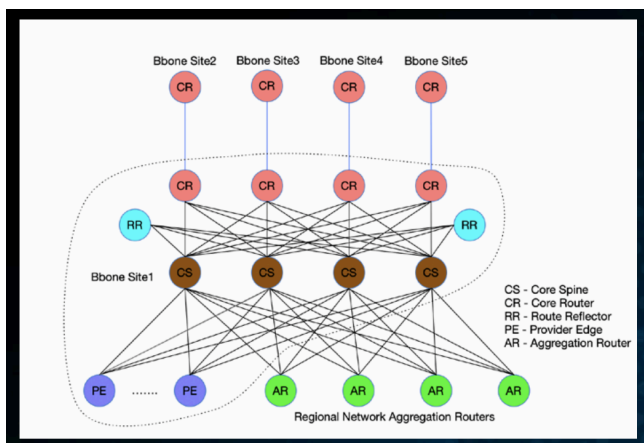 Bbone Site2 Bbone Site3 Bbone Site4 Bbone Site5
CR CR CR CR
CR CR CR CR
RR RR
Bbone Site1 CS CS CS CS
CS - Core Spine
CR - Core Router
RR - Route Reflector
PE - Provider Edge
AR - Aggregation Router
PE ...... PE AR AR AR AR
Regional Network Aggregation Routers